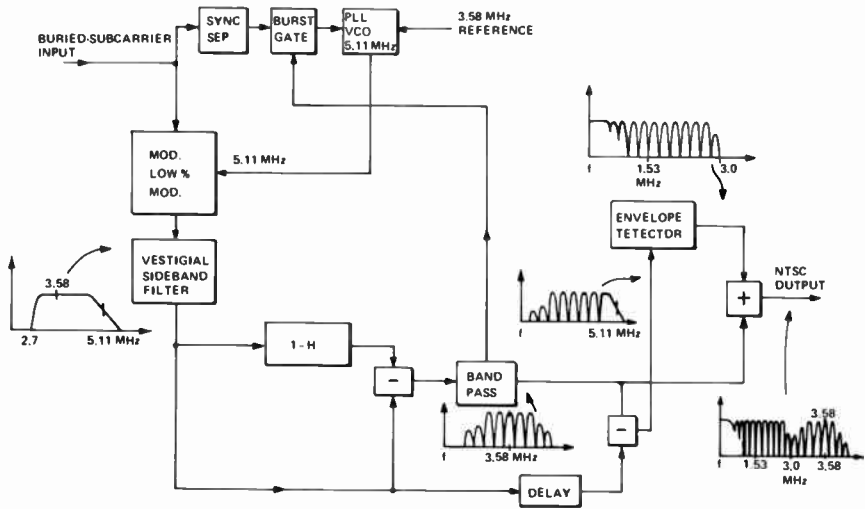 BURIED-SUBCARRIER
INPUT
SYNC
SEP
BURST
GATE
PLL
VCO
5.11 MHz
3.58 MHz
REFERENCE
MOD.
LOW %
MOD.
5.11 MHz
f
1.53
MHz
3.0
VESTIGIAL
SIDEBAND
FILTER
3.58
2.7
5.11 MHz
ENVELOPE
TETECTDR
f
5.11 MHz
NTSC
OUTPUT
+
1-H
-
BAND
PASS
f
3.58 MHz
-
DELAY
3.58
f
1.53
3.0
3.58
MHz